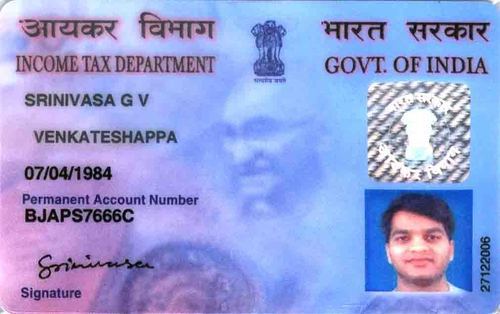 आयकर विभाग
भारत सरकार
INCOME TAX DEPARTMENT
GOVT. OF INDIA
सत्यमेव जयते
SRINIVASA G V
VENKATESHAPPA
07/04/1984
Permanent Account Number
BJAPS7666C
Srinivasa
Signature
27122006